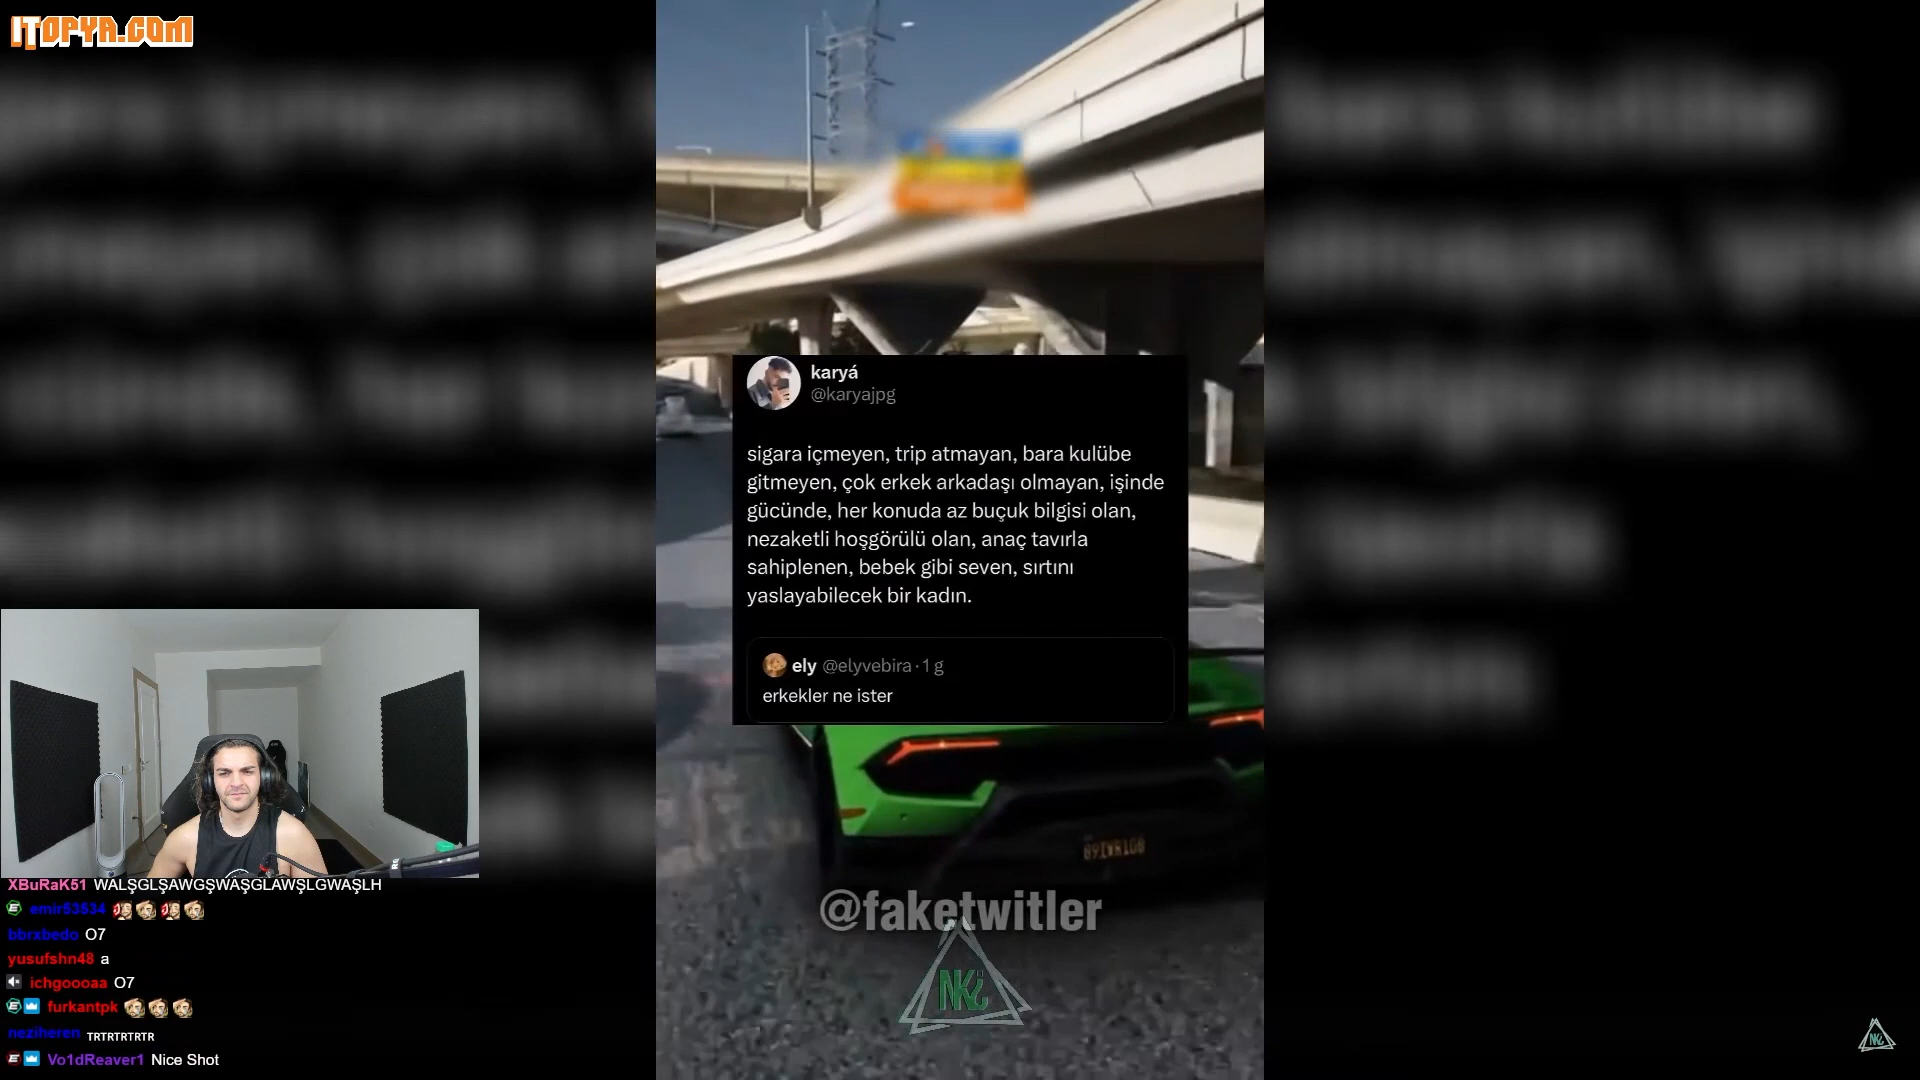 ITOPYA.COM
karyá
@karyajpg
sigara içmeyen, trip atmayan, bara kulübe
gitmeyen, çok erkek arkadaşı olmayan, işinde
gücünde, her konuda az buçuk bilgisi olan,
nezaketli hoşgörülü olan, anaç tavırla
sahiplenen, bebek gibi seven, sırtını
yaslayabilecek bir kadın.
ely @elyvebira · 1 g
erkekler ne ister
@faketwitler
XBuRaK51 WALŞGLŞAWGŞWAŞGLAWŞLGWAŞLH
emir53534
bbrxbedo O7
yusufshn48 a
ichgoooaa O7
furkantpk
neziheren TRTRTRTRTR
Vo1dReaver1 Nice Shot